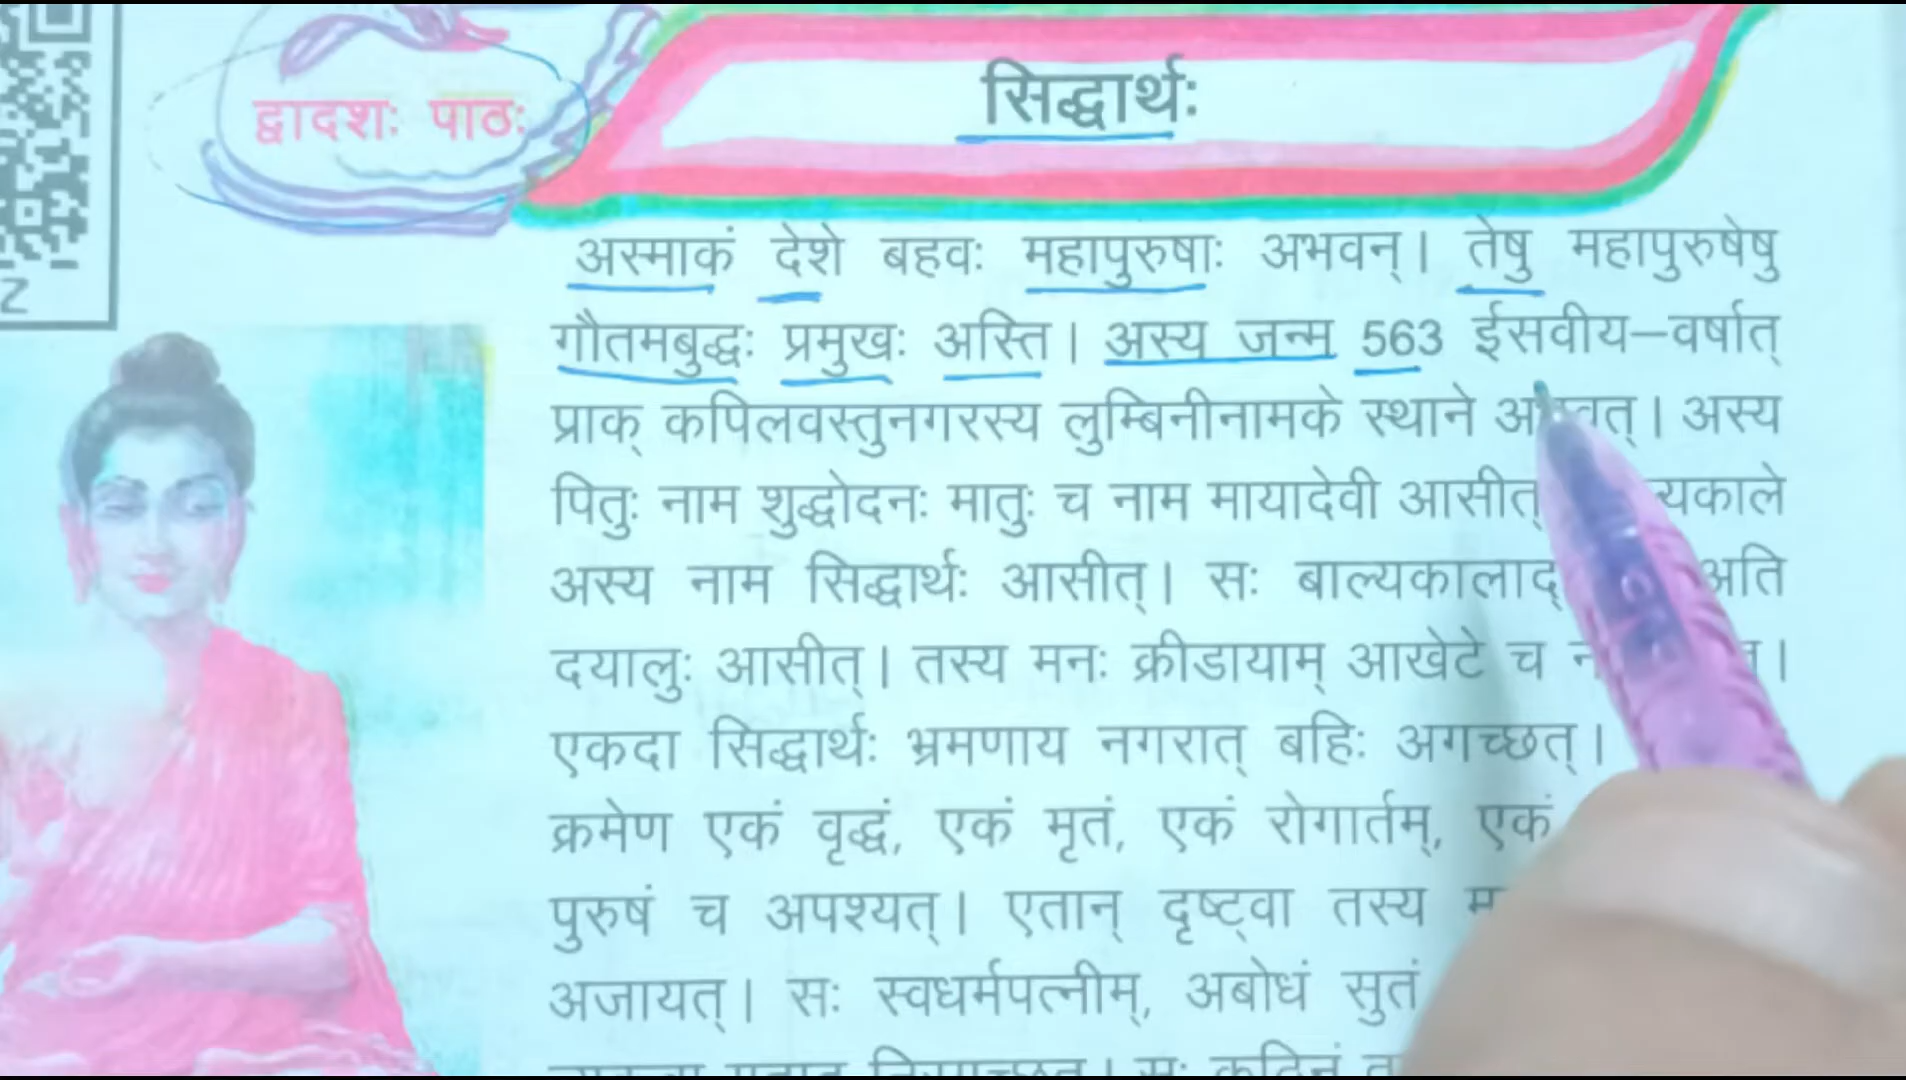 द्वादशः पाठः
सिद्धार्थः
अस्माकं देशे बहवः महापुरुषाः अभवन्। तेषु महापुरुषेषु
गौतमबुद्धः प्रमुखः अस्ति। अस्य जन्म 563 ईसवीय–वर्षात्
प्राक् कपिलवस्तुनगरस्य लुम्बिनीनामके स्थाने । अस्य
पितुः नाम शुद्धोदनः मातुः च नाम मायादेवी आसीत्
अस्य नाम सिद्धार्थः आसीत्। सः बाल्यकालाद् अति
दयालुः आसीत्। तस्य मनः क्रीडायाम् आखेटे च
एकदा सिद्धार्थः भ्रमणाय नगरात् बहिः अगच्छत्।
क्रमेण एकं वृद्धं, एकं मृतं, एकं रोगार्तम्, एकं
पुरुषं च अपश्यत्। एतान् दृष्ट्वा तस्य
अजायत्। सः स्वधर्मपत्नीम्, अबोधं सुतं